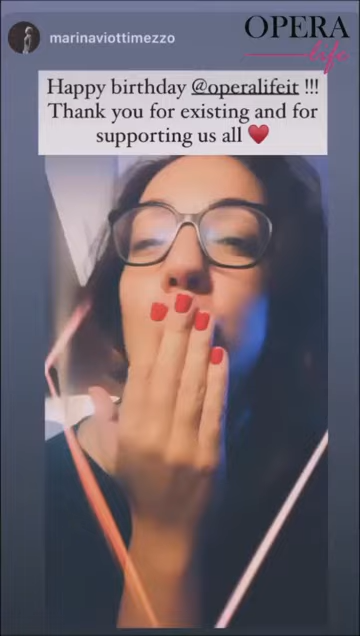 marinaviottimezzo
OPERA
life
Happy birthday @operalifeit !!!
Thank you for existing and for
supporting us all ❤️